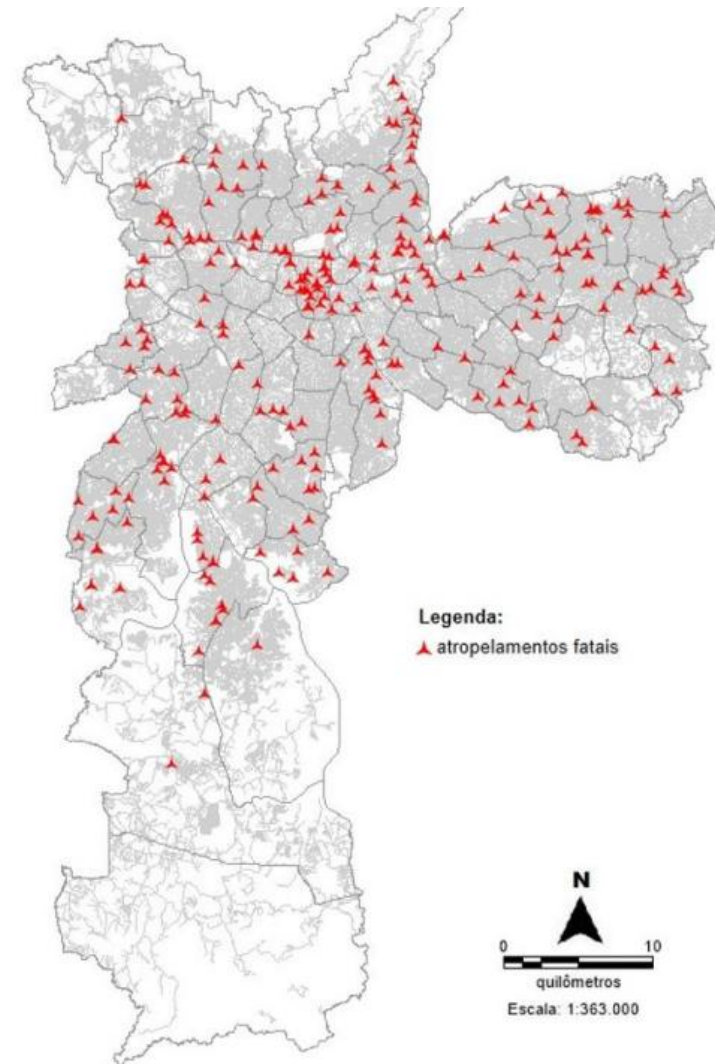 Legenda:
atropelamentos fatais
N
0 10
quilômetros
Escala: 1:363.000